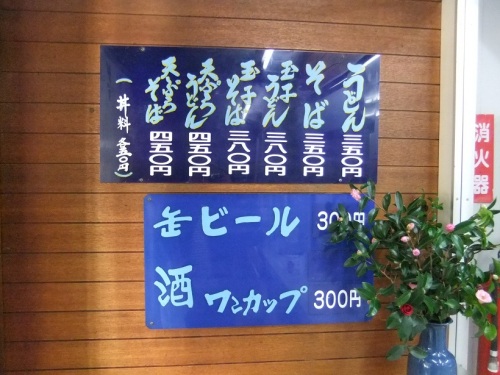 うどん 三五〇円
そば 三五〇円
玉子うどん 三八〇円
玉子そば 三八〇円
天ぷらうどん 四五〇円
天ぷらそば 四五〇円
缶ビール 300円
酒 ワンカップ 300円
消火器